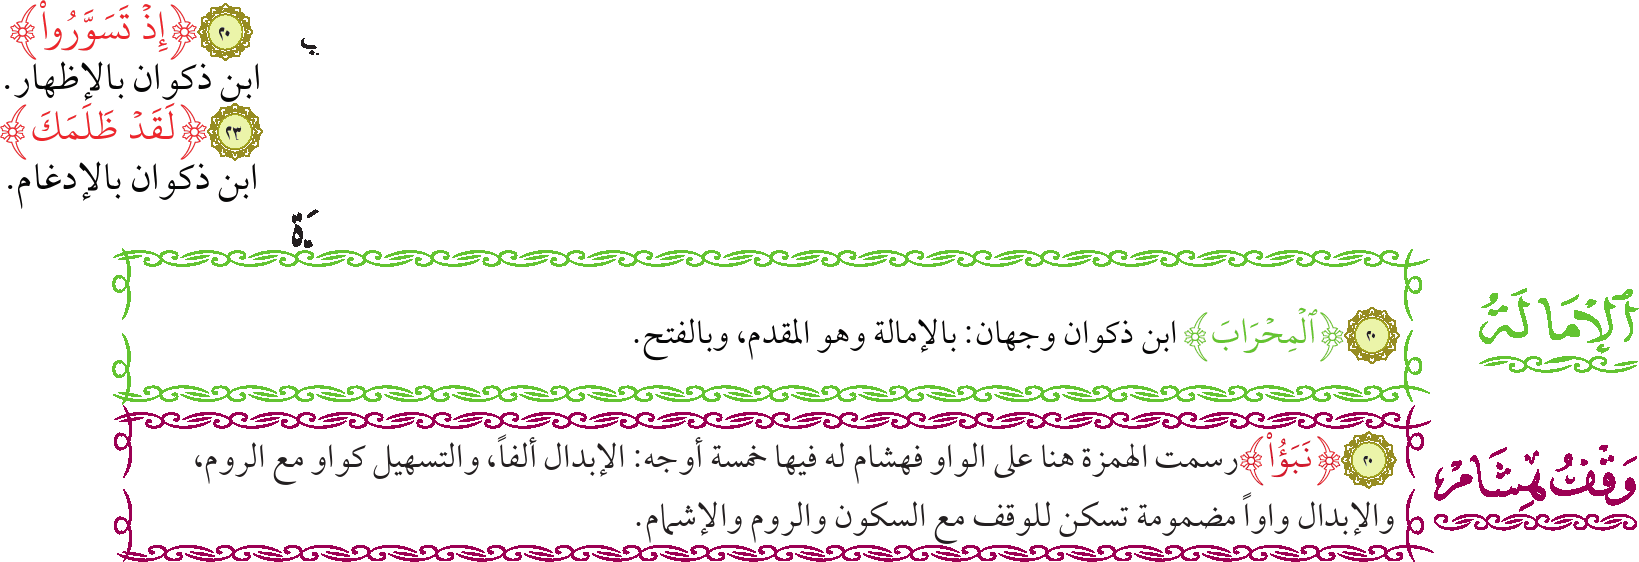 ٢٠ ﴿إِذْ تَسَوَّرُوا۟﴾
ابن ذكوان بالإظهار.
٢٣ ﴿لَقَدْ ظَلَمَكَ﴾
ابن ذكوان بالإدغام.
ٱلْإِمَالَةُ
٢٠ ﴿ٱلْمِحْرَابَ﴾ ابن ذكوان وجهان: بالإمالة وهو المقدم، وبالفتح.
وَقْفُ هِشَامٍ
٢٠ ﴿نَبَؤُا۟﴾ رسمت الهمزة هنا على الواو فهشام له فيها خمسة أوجه: الإبدال ألفاً، والتسهيل كواو مع الروم،
والإبدال واواً مضمومة تسكن للوقف مع السكون والروم والإشمام.